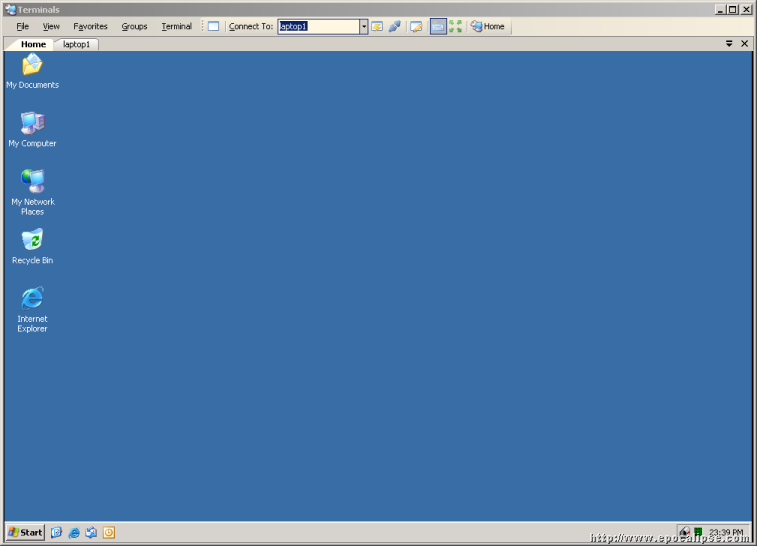 Terminals
File View Favorites Groups Terminal Connect To: laptop1 Home
Home laptop1
My Documents
My Computer
My Network
Places
Recycle Bin
Internet
Explorer
Start 23:39 PM
http://www.epocalipse.com